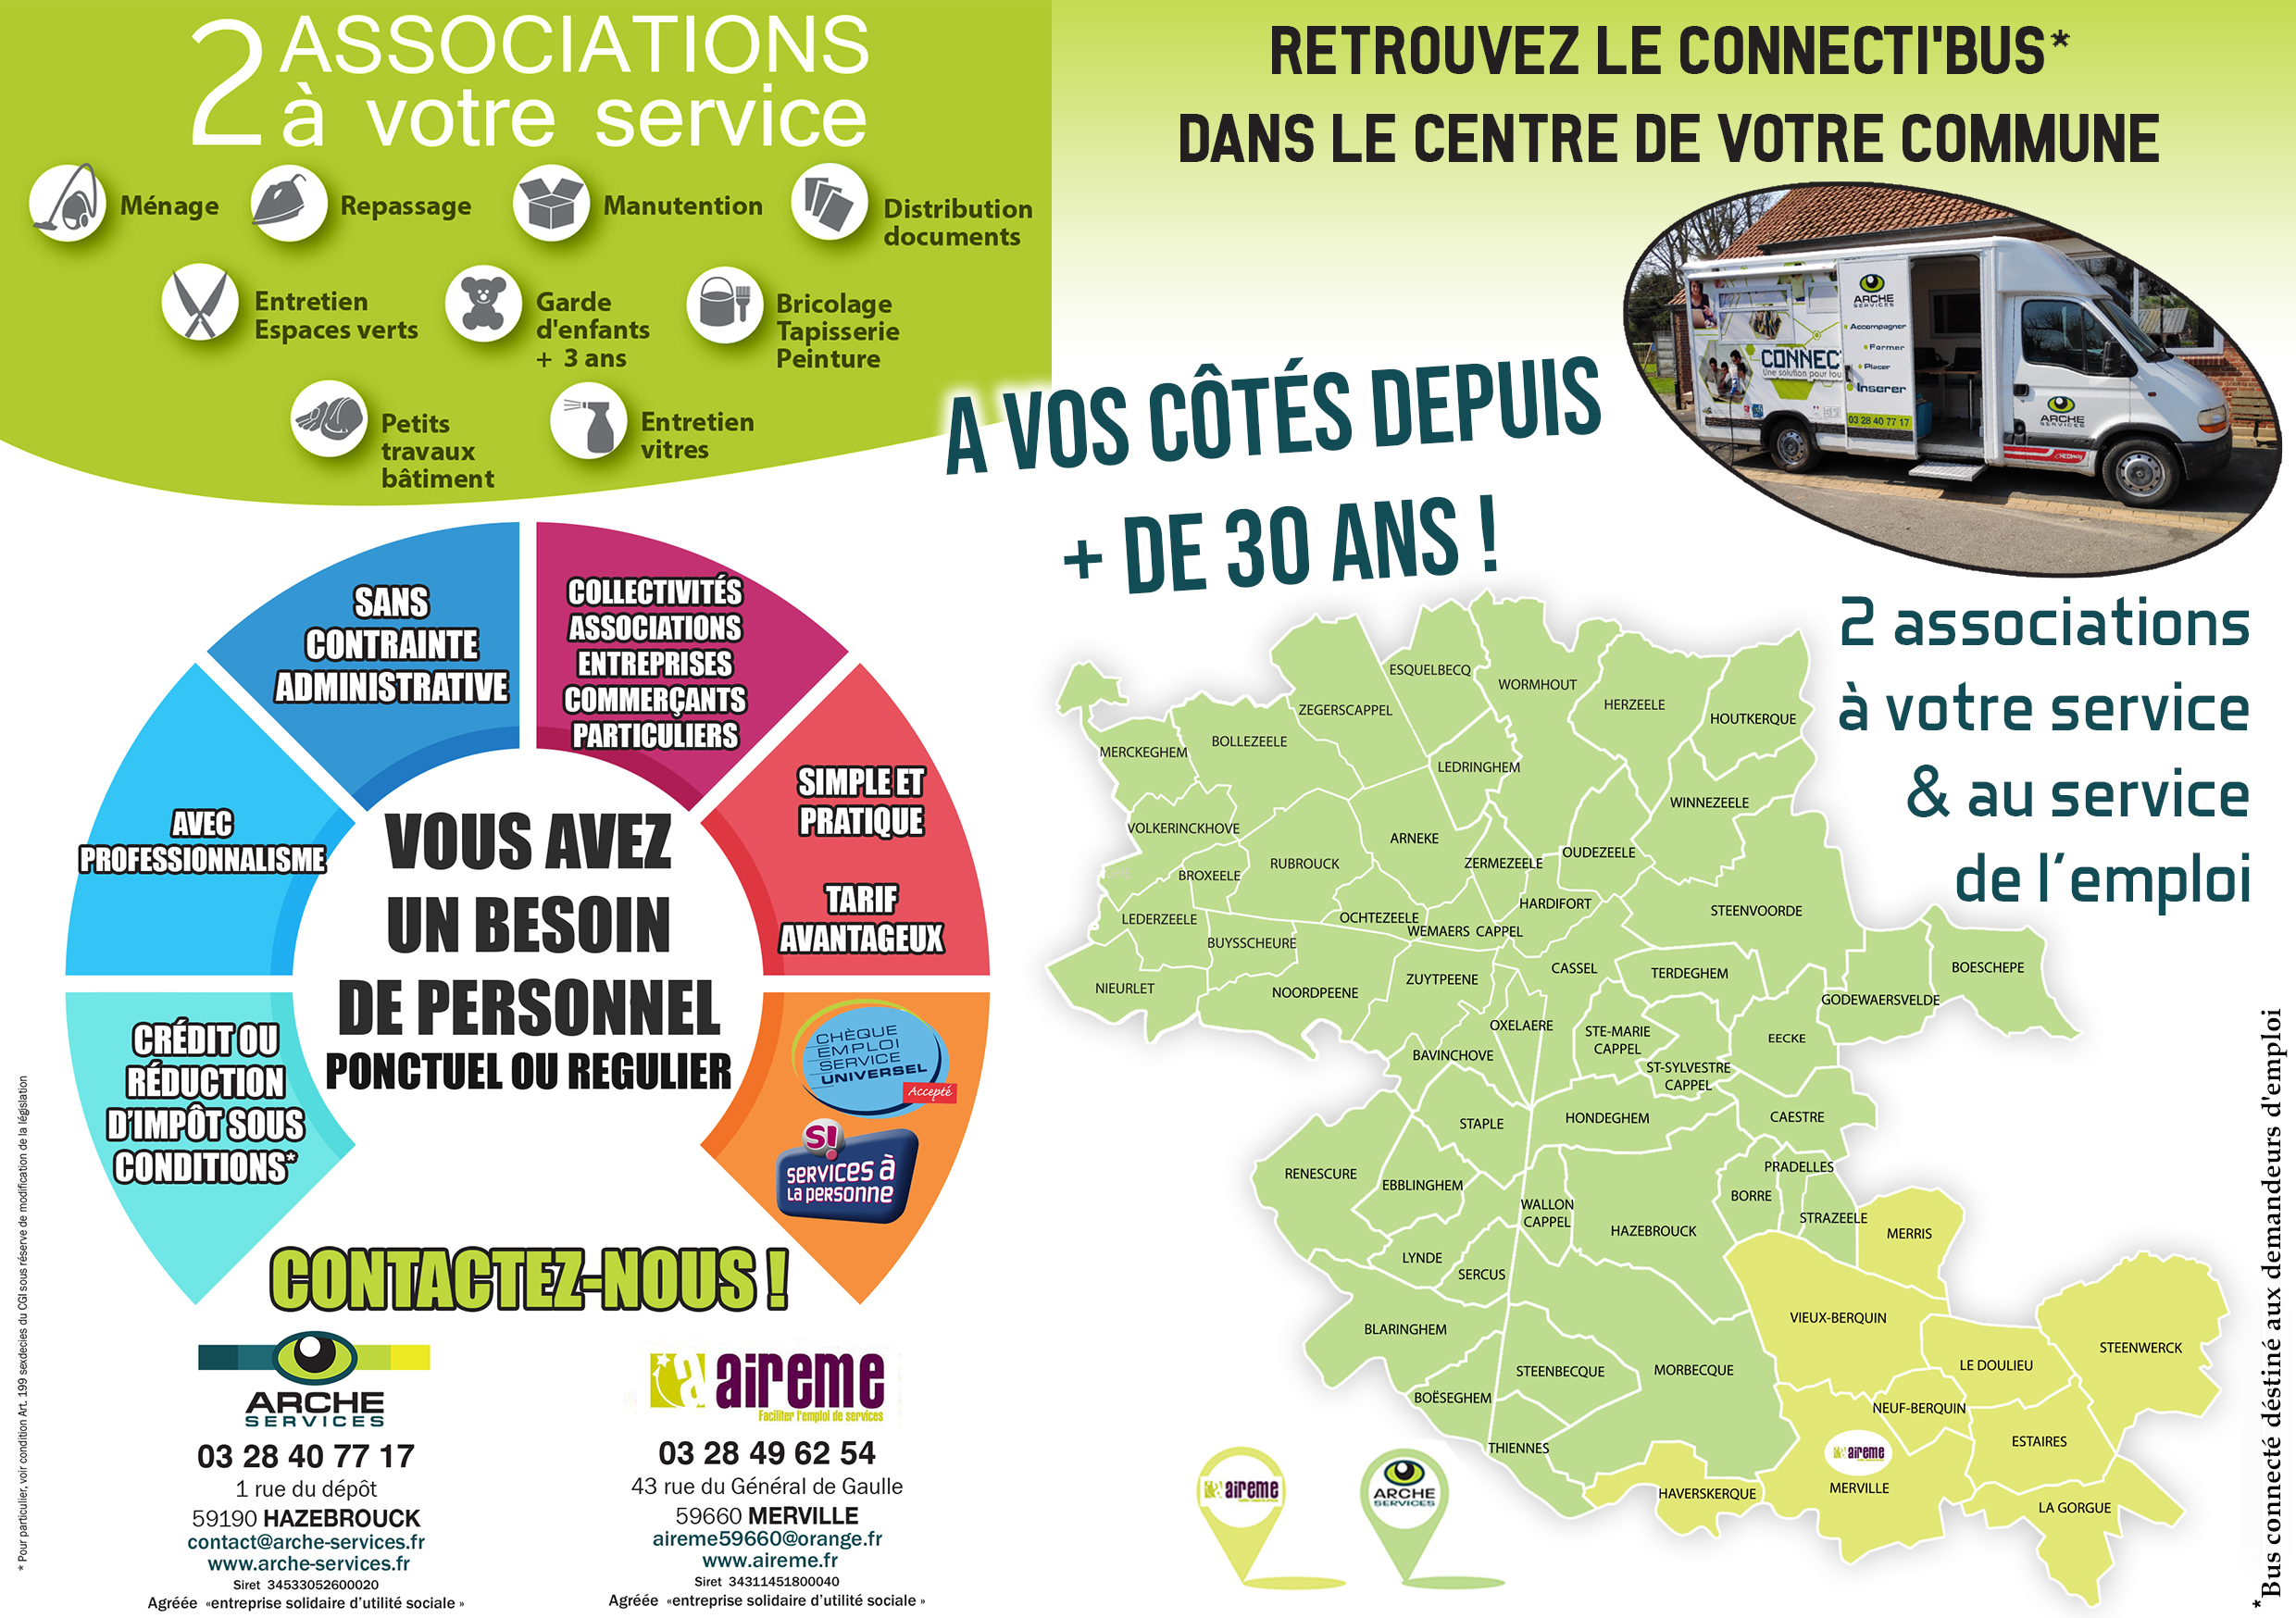 2 ASSOCIATIONS
à votre service
Ménage
Repassage
Manutention
Distribution
documents
Entretien
Espaces verts
Garde
d'enfants
+ 3 ans
Bricolage
Tapisserie
Peinture
Petits
travaux
bâtiment
Entretien
vitres
RETROUVEZ LE CONNECTI'BUS*
DANS LE CENTRE DE VOTRE COMMUNE
ARCHE
SERVICES
Accompagner
Former
Placer
Inserer
03 28 40 77 17
CONNEC
Une solution pour tou
ARCHE
SERVICES
A VOS CÔTÉS DEPUIS
+ DE 30 ANS !
2 associations
à votre service
& au service
de l'emploi
SANS
CONTRAINTE
ADMINISTRATIVE
COLLECTIVITÉS
ASSOCIATIONS
ENTREPRISES
COMMERÇANTS
PARTICULIERS
AVEC
PROFESSIONNALISME
SIMPLE ET
PRATIQUE
TARIF
AVANTAGEUX
CRÉDIT OU
RÉDUCTION
D'IMPÔT SOUS
CONDITIONS*
CHÈQUE
EMPLOI
SERVICE
UNIVERSEL
Accepté
S!
services à
la personne
VOUS AVEZ
UN BESOIN
DE PERSONNEL
PONCTUEL OU REGULIER
CONTACTEZ-NOUS !
ARCHE
SERVICES
03 28 40 77 17
1 rue du dépôt
59190 HAZEBROUCK
contact@arche-services.fr
www.arche-services.fr
Siret 34533052600020
Agréée «entreprise solidaire d'utilité sociale »
a aireme
Faciliter l'emploi de services
03 28 49 62 54
43 rue du Général de Gaulle
59660 MERVILLE
aireme59660@orange.fr
www.aireme.fr
Siret 34311451800040
Agréée «entreprise solidaire d'utilité sociale »
* Pour particulier, voir condition Art. 199 sexdecies du CGI sous réserve de modification de la législation
ESQUELBECQ
WORMHOUT
HERZEELE
HOUTKERQUE
ZEGERSCAPPEL
BOLLEZEELE
MERCKEGHEM
LEDRINGHEM
WINNEZEELE
VOLKERINCKHOVE
ARNEKE
OUDEZEELE
ZERMEZEELE
RUBROUCK
BROXEELE
HARDIFORT
STEENVOORDE
LEDERZEELE
OCHTEZEELE
WEMAERS CAPPEL
BUYSSCHEURE
CASSEL
TERDEGHEM
BOESCHEPE
ZUYTPEENE
NIEURLET
NOORDPEENE
GODEWAERSVELDE
OXELAERE
STE-MARIE
CAPPEL
EECKE
BAVINCHOVE
ST-SYLVESTRE
CAPPEL
STAPLE
HONDEGHEM
CAESTRE
RENESCURE
EBBLINGHEM
PRADELLES
BORRE
WALLON
CAPPEL
HAZEBROUCK
STRAZEELE
MERRIS
LYNDE
SERCUS
BLARINGHEM
VIEUX-BERQUIN
STEENWERCK
LE DOULIEU
STEENBECQUE
MORBECQUE
BOËSEGHEM
NEUF-BERQUIN
ESTAIRES
THIENNES
aireme
MERVILLE
HAVERSKERQUE
LA GORGUE
aireme
ARCHE
SERVICES
*Bus connecté déstiné aux demandeurs d'emploi